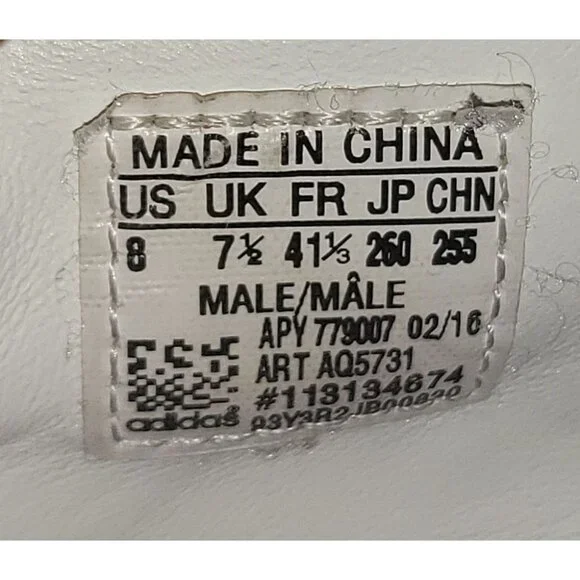 MADE IN CHINA
US UK FR JP CHN
8 7½ 41⅓ 260 255
MALE/MÂLE
APY 779007 02/16
ART AQ5731
#113134674
adidas